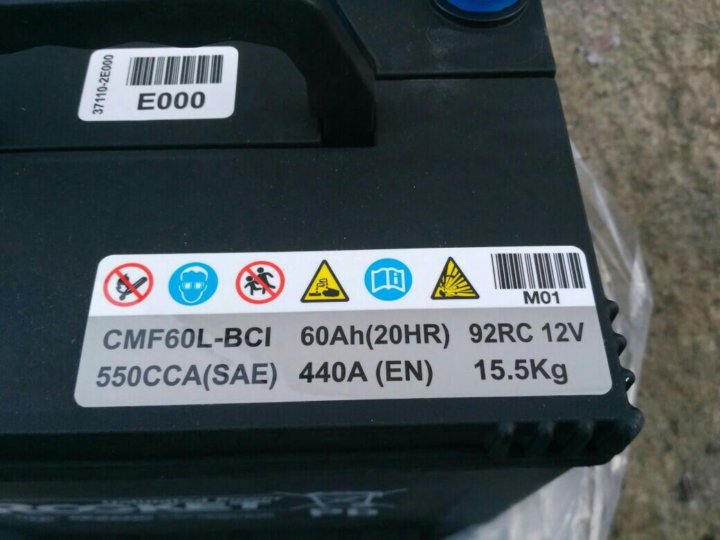 37110-2E000
E000
M01
CMF60L-BCI 60Ah(20HR) 92RC 12V
550CCA(SAE) 440A (EN) 15.5Kg